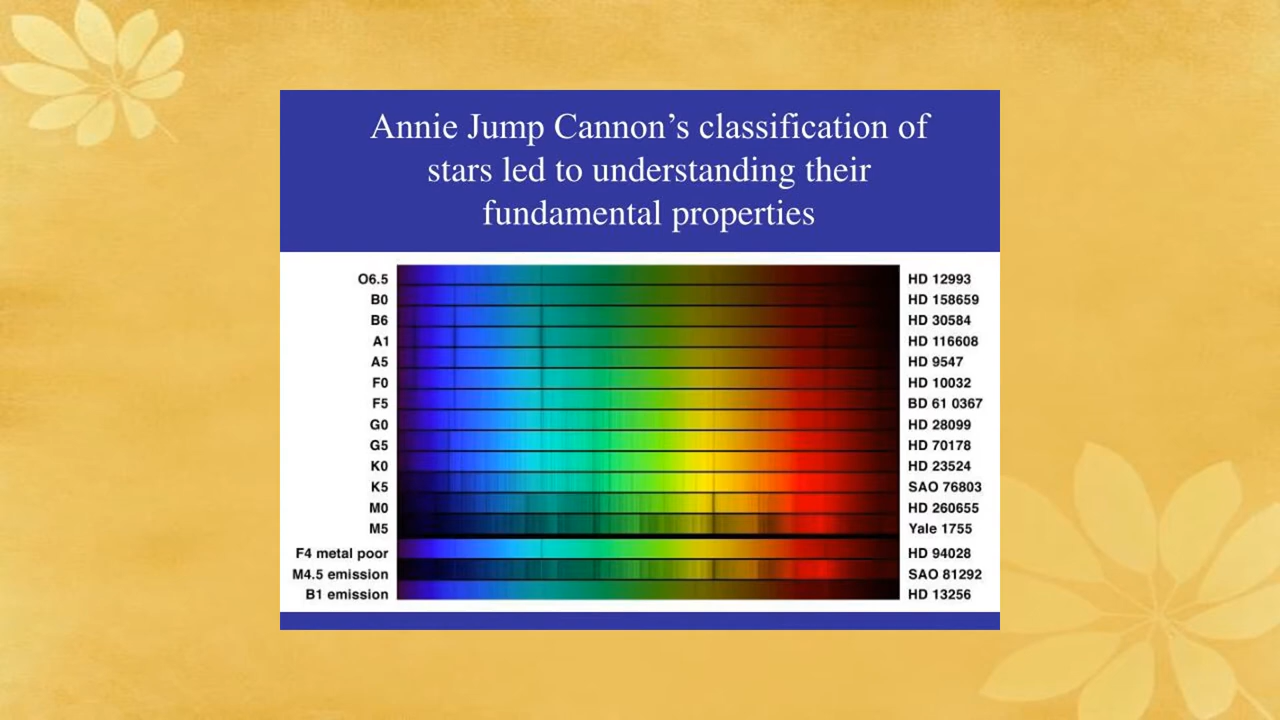 Annie Jump Cannon’s classification of
stars led to understanding their
fundamental properties
O6.5 HD 12993
B0 HD 158659
B6 HD 30584
A1 HD 116608
A5 HD 9547
F0 HD 10032
F5 BD 61 0367
G0 HD 28099
G5 HD 70178
K0 HD 23524
K5 SAO 76803
M0 HD 260655
M5 Yale 1755
F4 metal poor HD 94028
M4.5 emission SAO 81292
B1 emission HD 13256